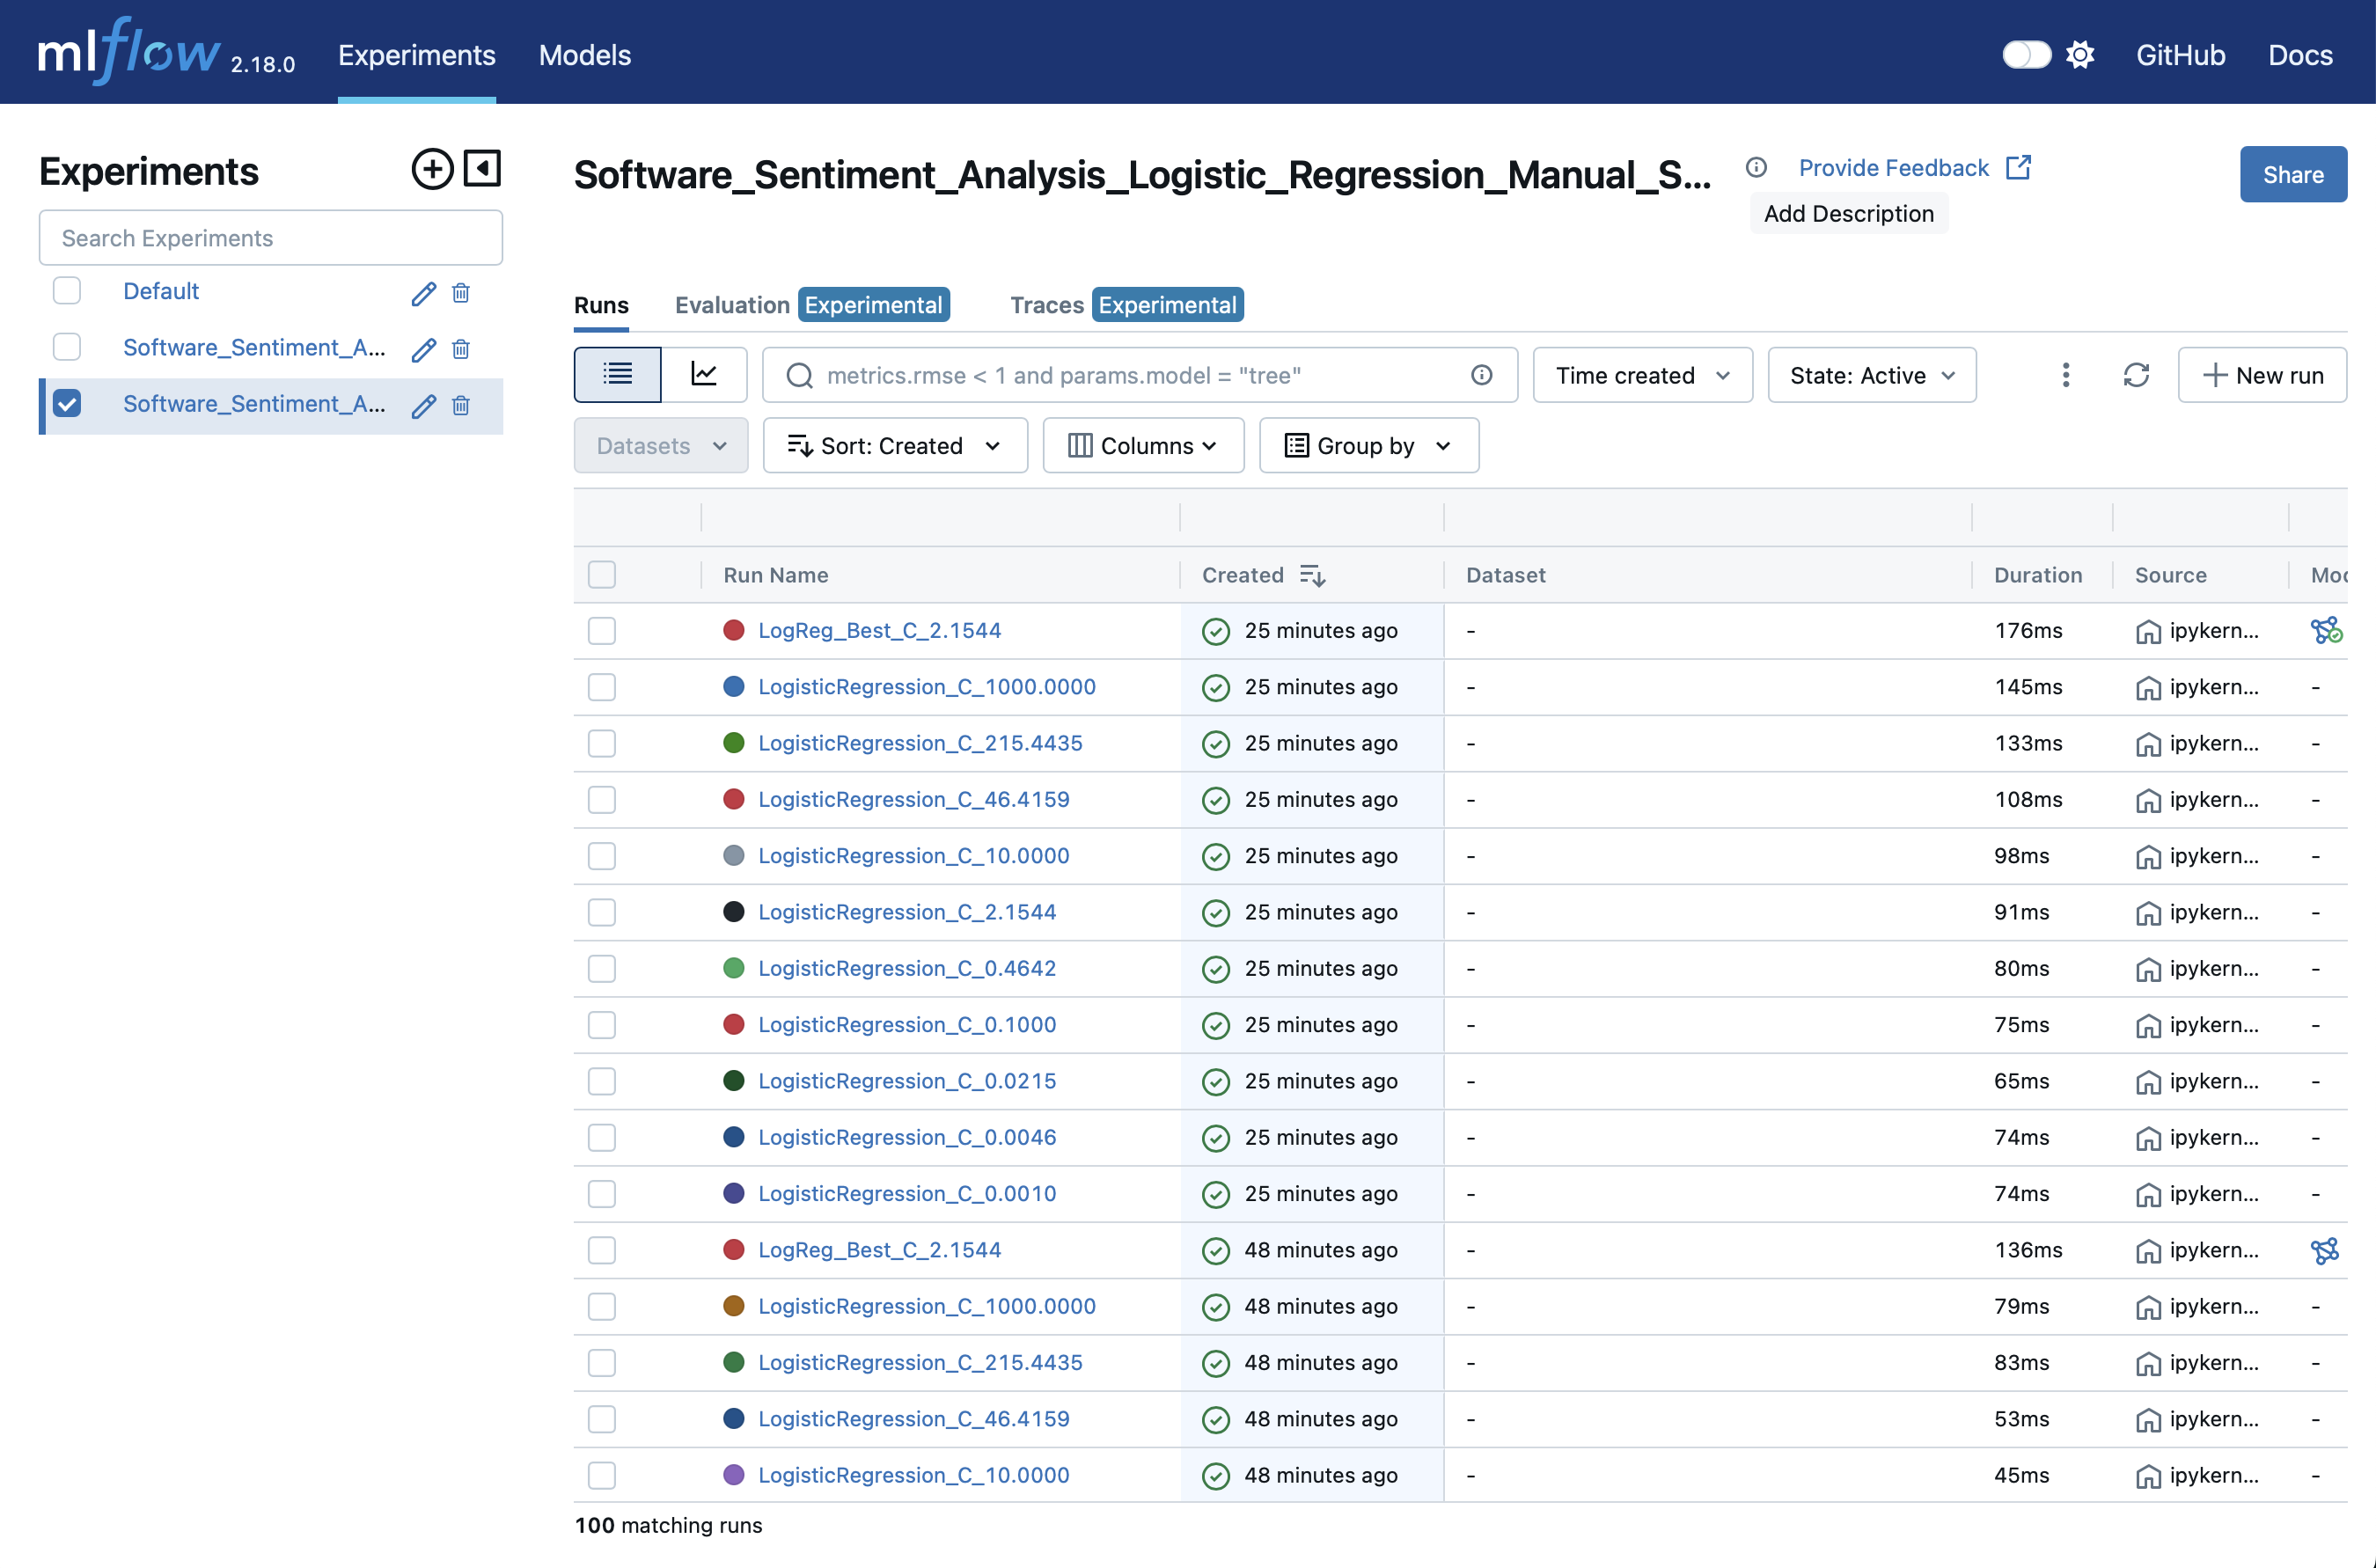 mlflow 2.18.0 Experiments Models GitHub Docs
Experiments
Search Experiments
Default
Software_Sentiment_A...
Software_Sentiment_A...
Software_Sentiment_Analysis_Logistic_Regression_Manual_S...
Provide Feedback
Add Description
Share
Runs Evaluation Experimental Traces Experimental
metrics.rmse < 1 and params.model = "tree" Time created State: Active New run
Datasets Sort: Created Columns Group by
Run Name Created Dataset Duration Source Moc
LogReg_Best_C_2.1544 25 minutes ago - 176ms ipykern...
LogisticRegression_C_1000.0000 25 minutes ago - 145ms ipykern... -
LogisticRegression_C_215.4435 25 minutes ago - 133ms ipykern... -
LogisticRegression_C_46.4159 25 minutes ago - 108ms ipykern... -
LogisticRegression_C_10.0000 25 minutes ago - 98ms ipykern... -
LogisticRegression_C_2.1544 25 minutes ago - 91ms ipykern... -
LogisticRegression_C_0.4642 25 minutes ago - 80ms ipykern... -
LogisticRegression_C_0.1000 25 minutes ago - 75ms ipykern... -
LogisticRegression_C_0.0215 25 minutes ago - 65ms ipykern... -
LogisticRegression_C_0.0046 25 minutes ago - 74ms ipykern... -
LogisticRegression_C_0.0010 25 minutes ago - 74ms ipykern... -
LogReg_Best_C_2.1544 48 minutes ago - 136ms ipykern...
LogisticRegression_C_1000.0000 48 minutes ago - 79ms ipykern... -
LogisticRegression_C_215.4435 48 minutes ago - 83ms ipykern... -
LogisticRegression_C_46.4159 48 minutes ago - 53ms ipykern... -
LogisticRegression_C_10.0000 48 minutes ago - 45ms ipykern... -
100 matching runs